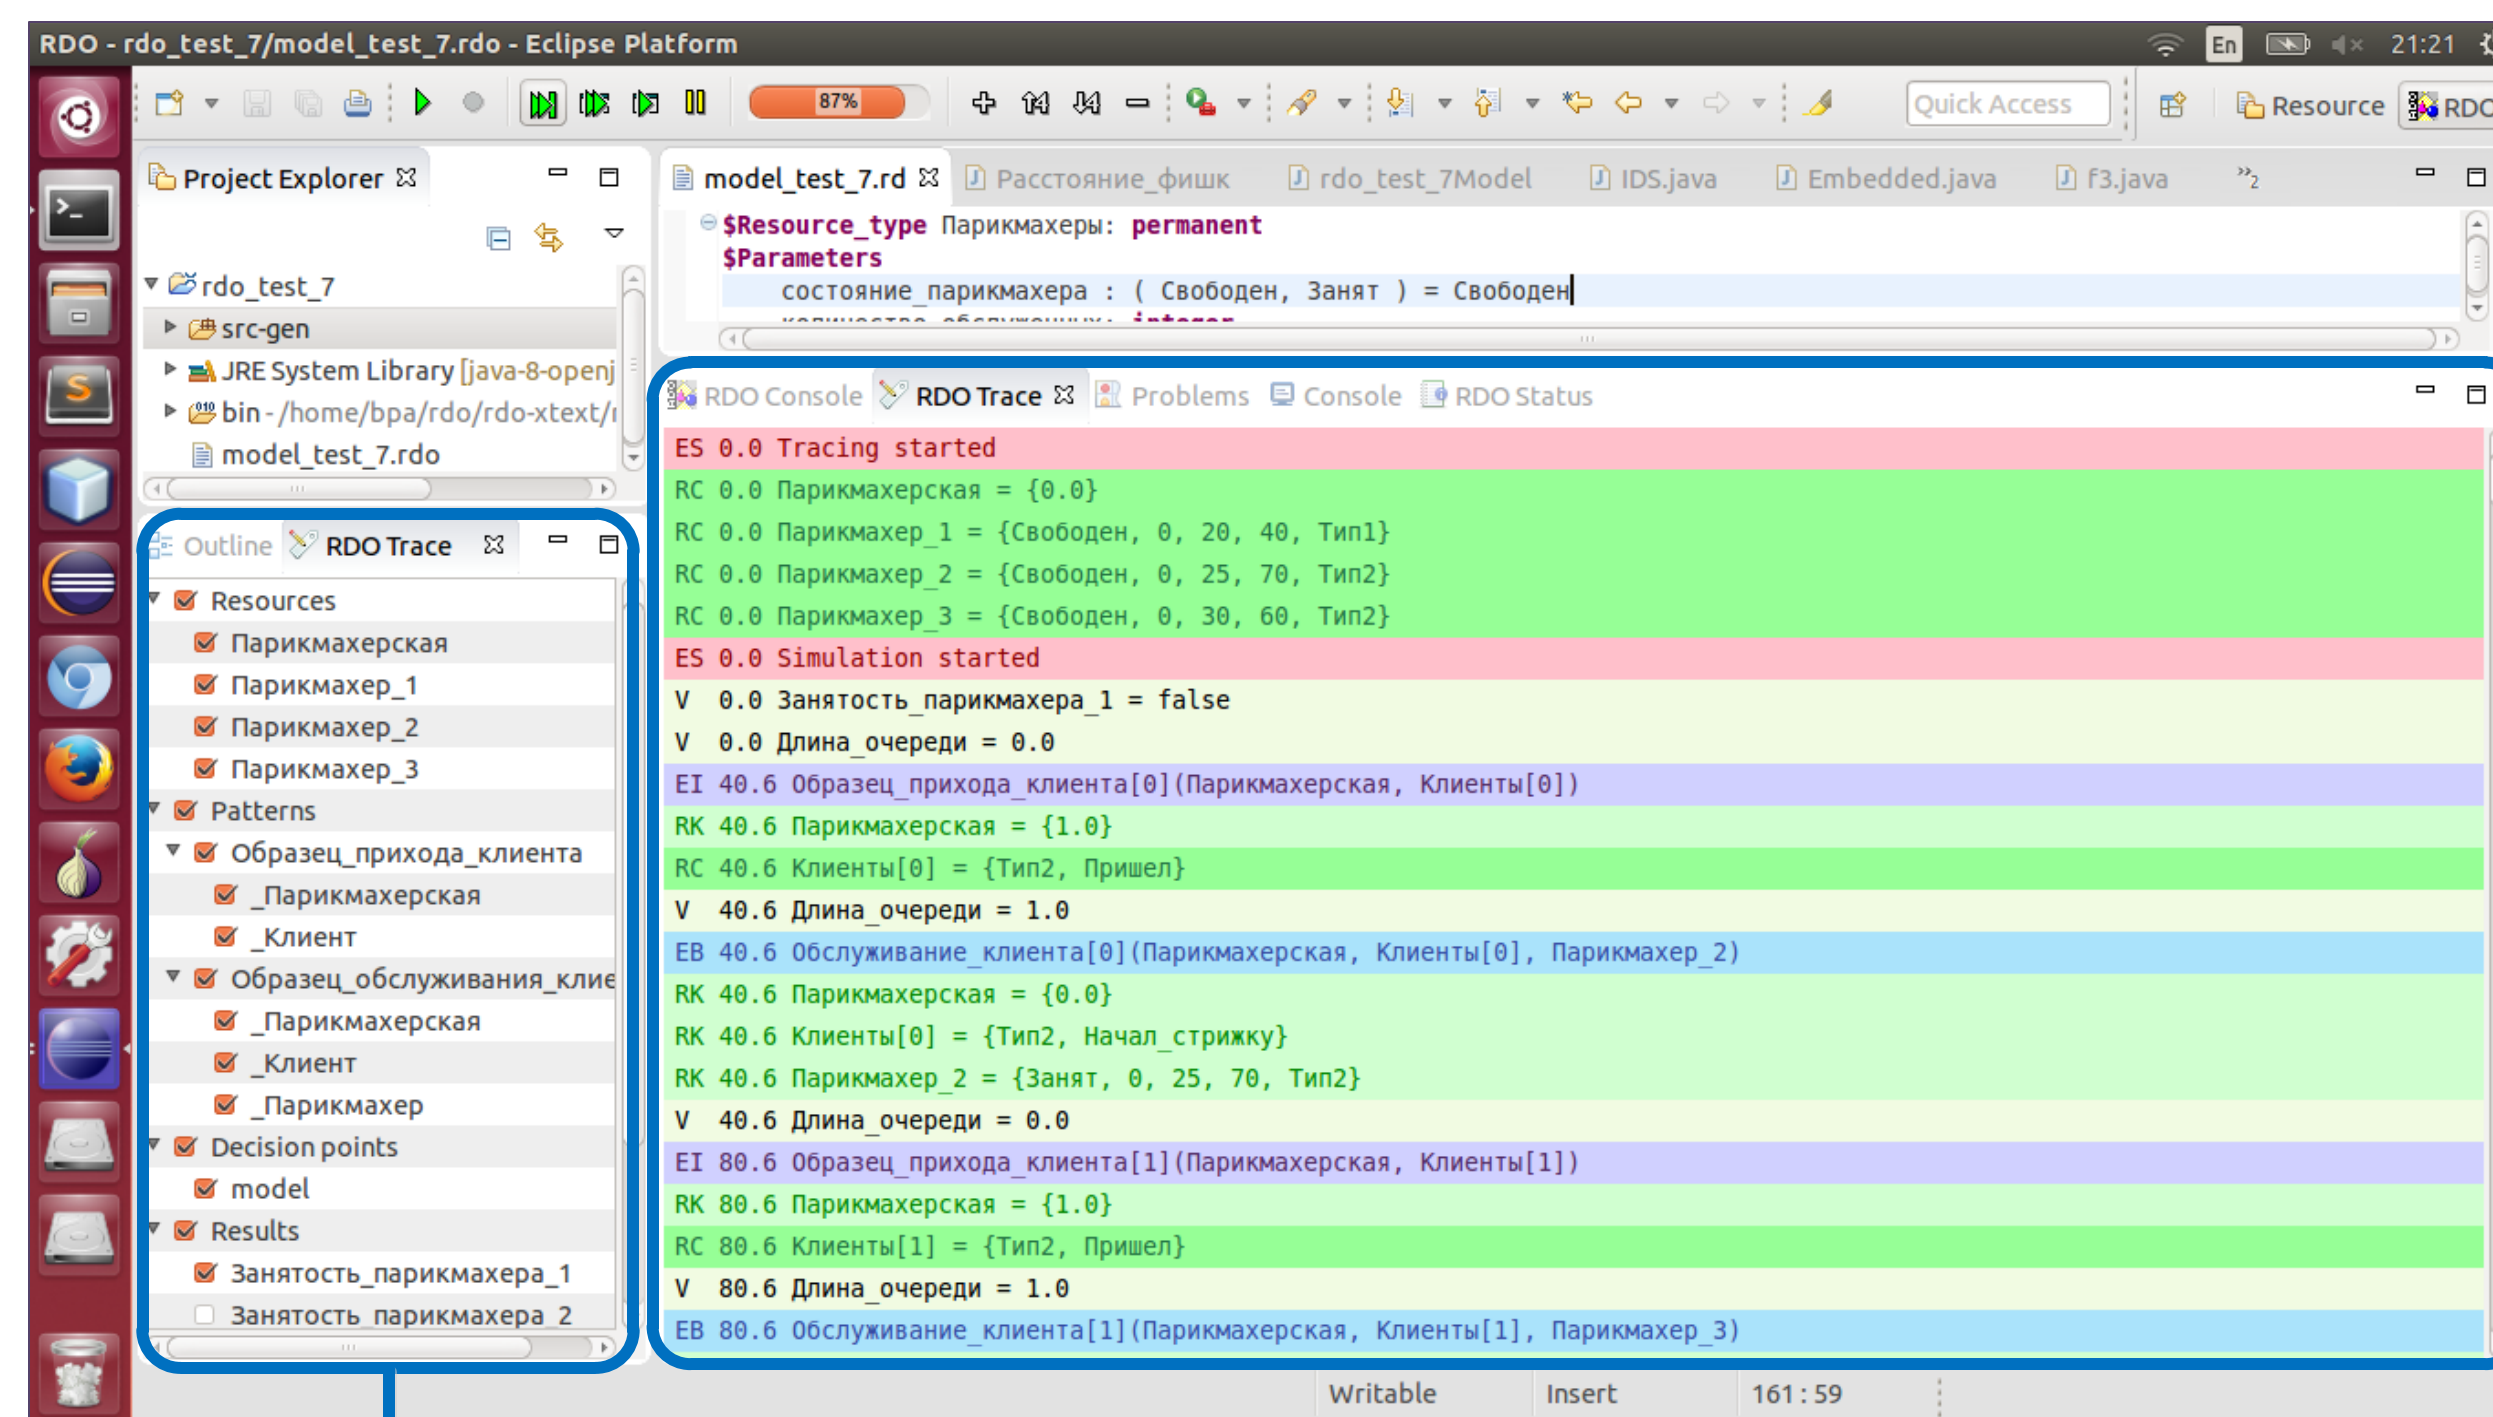 RDO - rdo_test_7/model_test_7.rdo - Eclipse Platform
En
21:21
87%
Quick Access
Resource
RDO
Project Explorer
model_test_7.rd
Расстояние_фишк
rdo_test_7Model
IDS.java
Embedded.java
f3.java
»2
$Resource_type Парикмахеры: permanent
$Parameters
состояние_парикмахера : ( Свободен, Занят ) = Свободен
количество_обслуженных: integer
rdo_test_7
src-gen
JRE System Library [java-8-openj
bin - /home/bpa/rdo/rdo-xtext/
model_test_7.rdo
Outline
RDO Trace
Resources
Парикмахерская
Парикмахер_1
Парикмахер_2
Парикмахер_3
Patterns
Образец_прихода_клиента
_Парикмахерская
_Клиент
Образец_обслуживания_клие
_Парикмахерская
_Клиент
_Парикмахер
Decision points
model
Results
Занятость_парикмахера_1
Занятость_парикмахера_2
RDO Console
RDO Trace
Problems
Console
RDO Status
ES 0.0 Tracing started
RC 0.0 Парикмахерская = {0.0}
RC 0.0 Парикмахер_1 = {Свободен, 0, 20, 40, Тип1}
RC 0.0 Парикмахер_2 = {Свободен, 0, 25, 70, Тип2}
RC 0.0 Парикмахер_3 = {Свободен, 0, 30, 60, Тип2}
ES 0.0 Simulation started
V 0.0 Занятость_парикмахера_1 = false
V 0.0 Длина_очереди = 0.0
EI 40.6 Образец_прихода_клиента[0](Парикмахерская, Клиенты[0])
RK 40.6 Парикмахерская = {1.0}
RC 40.6 Клиенты[0] = {Тип2, Пришел}
V 40.6 Длина_очереди = 1.0
EB 40.6 Обслуживание_клиента[0](Парикмахерская, Клиенты[0], Парикмахер_2)
RK 40.6 Парикмахерская = {0.0}
RK 40.6 Клиенты[0] = {Тип2, Начал_стрижку}
RK 40.6 Парикмахер_2 = {Занят, 0, 25, 70, Тип2}
V 40.6 Длина_очереди = 0.0
EI 80.6 Образец_прихода_клиента[1](Парикмахерская, Клиенты[1])
RK 80.6 Парикмахерская = {1.0}
RC 80.6 Клиенты[1] = {Тип2, Пришел}
V 80.6 Длина_очереди = 1.0
EB 80.6 Обслуживание_клиента[1](Парикмахерская, Клиенты[1], Парикмахер_3)
Writable
Insert
161 : 59